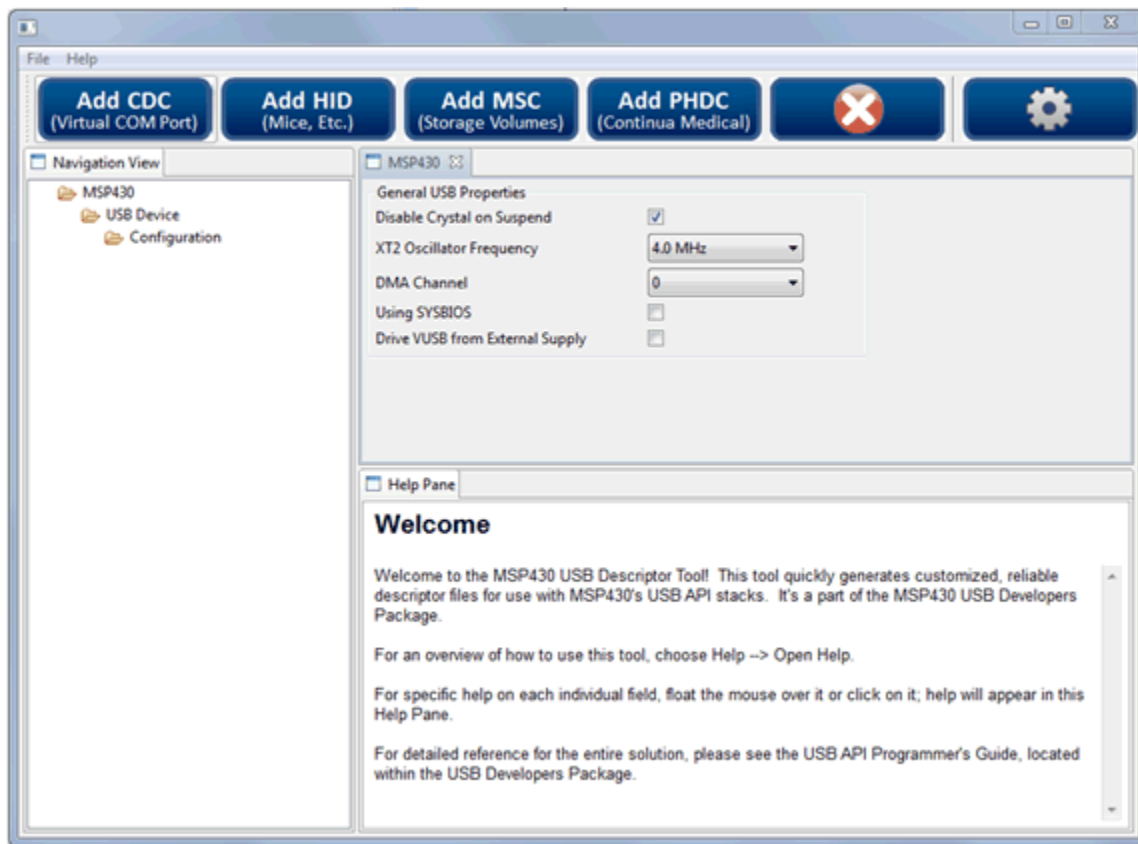 File Help
Add CDC
(Virtual COM Port)
Add HID
(Mice, Etc.)
Add MSC
(Storage Volumes)
Add PHDC
(Continua Medical)
Navigation View
MSP430
USB Device
Configuration
MSP430
General USB Properties
Disable Crystal on Suspend
XT2 Oscillator Frequency 4.0 MHz
DMA Channel 0
Using SYSBIOS
Drive VUSB from External Supply
Help Pane
Welcome
Welcome to the MSP430 USB Descriptor Tool! This tool quickly generates customized, reliable
descriptor files for use with MSP430's USB API stacks. It's a part of the MSP430 USB Developers
Package.
For an overview of how to use this tool, choose Help --> Open Help.
For specific help on each individual field, float the mouse over it or click on it; help will appear in this
Help Pane.
For detailed reference for the entire solution, please see the USB API Programmer's Guide, located
within the USB Developers Package.